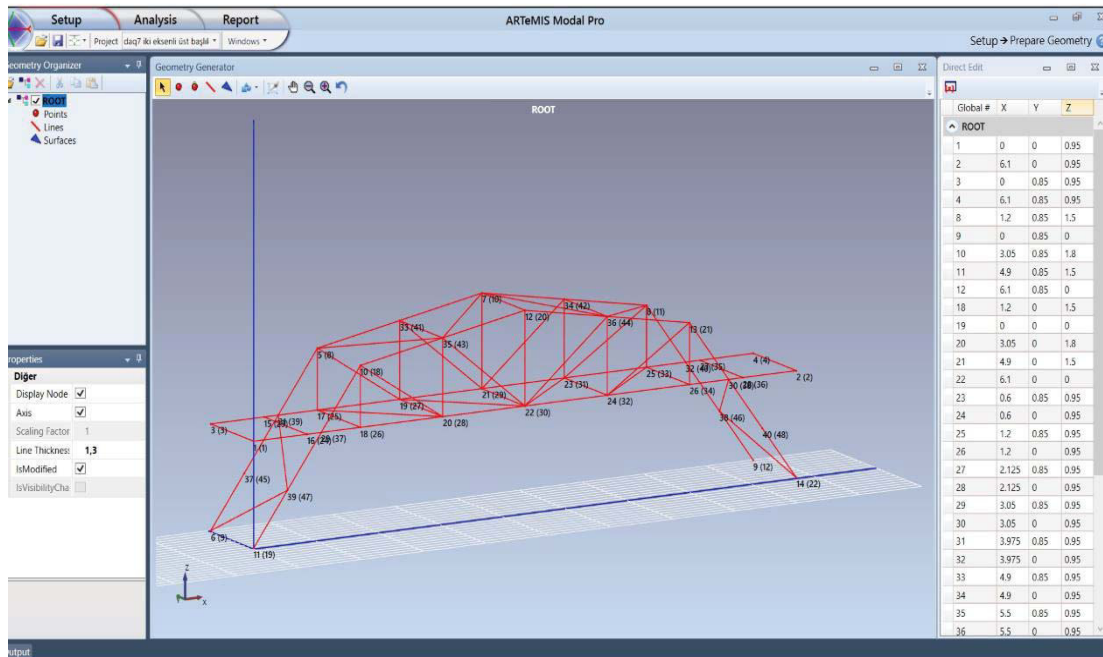 Setup Analysis Report ARTeMIS Modal Pro
Project daq7 iki eksenli üst başlıl Windows Setup → Prepare Geometry
Geometry Organizer
ROOT
Points
Lines
Surfaces
Properties
Diğer
Display Node
Axis
Scaling Factor 1
Line Thickness 1,3
IsModified
IsVisibilityCha
Output
Geometry Generator
ROOT
7 (10)
34 (42)
8 (11)
12 (20)
36 (44)
13 (21)
33 (41)
35 (43)
5 (8)
10 (18)
4 (4)
2 (2)
25 (33)
26 (34)
23 (31)
24 (32)
21 (29)
22 (30)
19 (27)
20 (28)
17 (25)
18 (26)
3 (3)
1 (1)
38 (46)
40 (48)
37 (45)
39 (47)
9 (12)
14 (22)
6 (9)
11 (19)
z
x
Direct Edit
Global # X Y Z
ROOT
1 0 0 0.95
2 6.1 0 0.95
3 0 0.85 0.95
4 6.1 0.85 0.95
8 1.2 0.85 1.5
9 0 0.85 0
10 3.05 0.85 1.8
11 4.9 0.85 1.5
12 6.1 0.85 0
18 1.2 0 1.5
19 0 0 0
20 3.05 0 1.8
21 4.9 0 1.5
22 6.1 0 0
23 0.6 0.85 0.95
24 0.6 0 0.95
25 1.2 0.85 0.95
26 1.2 0 0.95
27 2.125 0.85 0.95
28 2.125 0 0.95
29 3.05 0.85 0.95
30 3.05 0 0.95
31 3.975 0.85 0.95
32 3.975 0 0.95
33 4.9 0.85 0.95
34 4.9 0 0.95
35 5.5 0.85 0.95
36 5.5 0 0.95